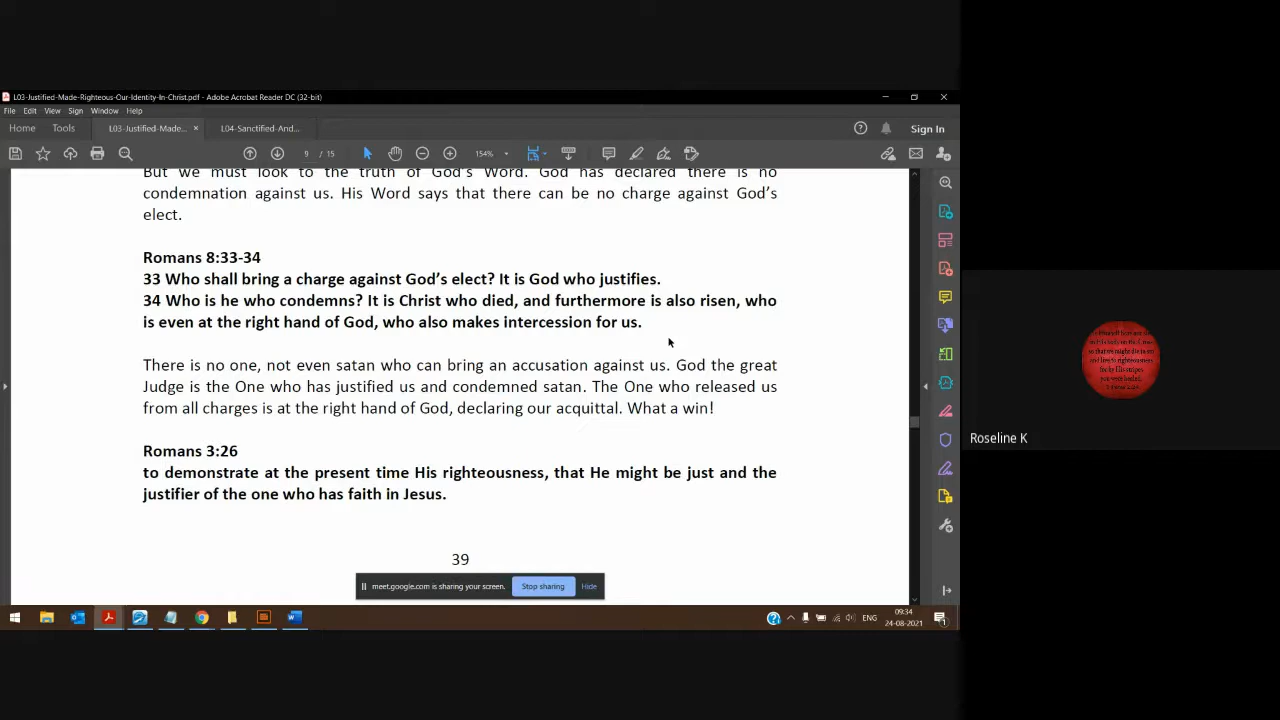 L03-Justified-Made-Righteous-Our-Identity-In-Christ.pdf - Adobe Acrobat Reader DC (32-bit)
File Edit View Sign Window Help
Home Tools L03-Justified-Made... × L04-Sanctified-And... Sign In
9 / 15 154%
But we must look to the truth of God's Word. God has declared there is no
condemnation against us. His Word says that there can be no charge against God's
elect.
Romans 8:33-34
33 Who shall bring a charge against God's elect? It is God who justifies.
34 Who is he who condemns? It is Christ who died, and furthermore is also risen, who
is even at the right hand of God, who also makes intercession for us.
There is no one, not even satan who can bring an accusation against us. God the great
Judge is the One who has justified us and condemned satan. The One who released us
from all charges is at the right hand of God, declaring our acquittal. What a win!
Romans 3:26
to demonstrate at the present time His righteousness, that He might be just and the
justifier of the one who has faith in Jesus.
39
meet.google.com is sharing your screen. Stop sharing Hide
ENG
09:34
24-08-2021
Roseline K